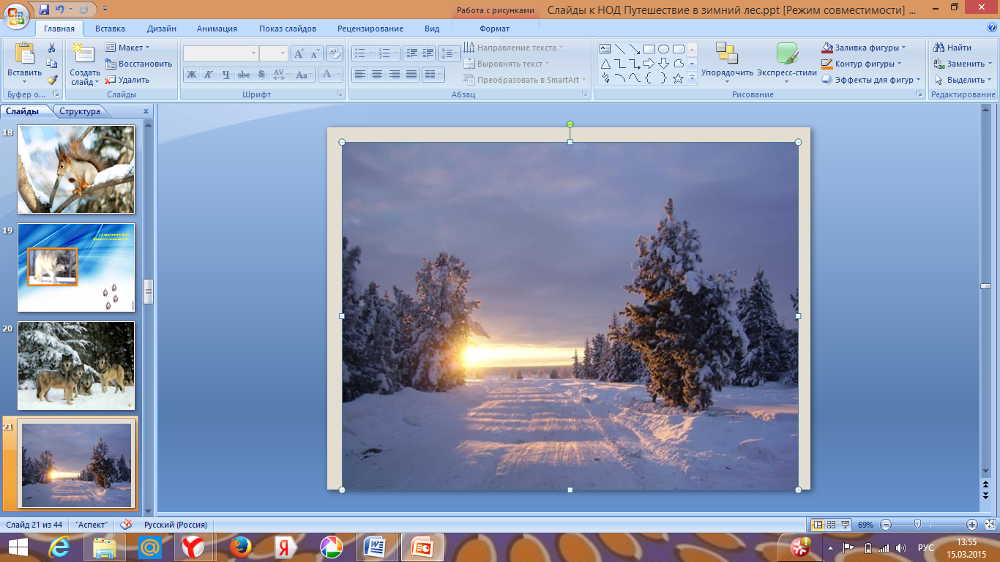 Работа с рисунками
Слайды к НОД Путешествие в зимний лес.ppt [Режим совместимости] ...
Главная Вставка Дизайн Анимация Показ слайдов Рецензирование Вид Формат
Вставить
Буфер о...
Создать слайд
Макет
Восстановить
Удалить
Слайды
Ж К Ч abc S AV Aa A
Шрифт
Направление текста
Выровнять текст
Преобразовать в SmartArt
Абзац
Упорядочить
Экспресс-стили
Заливка фигуры
Контур фигуры
Эффекты для фигур
Рисование
Найти
Заменить
Выделить
Редактирование
Слайды Структура x
18
19
20
21
Слайд 21 из 44
"Аспект"
Русский (Россия)
69%
РУС
13:55
15.03.2015